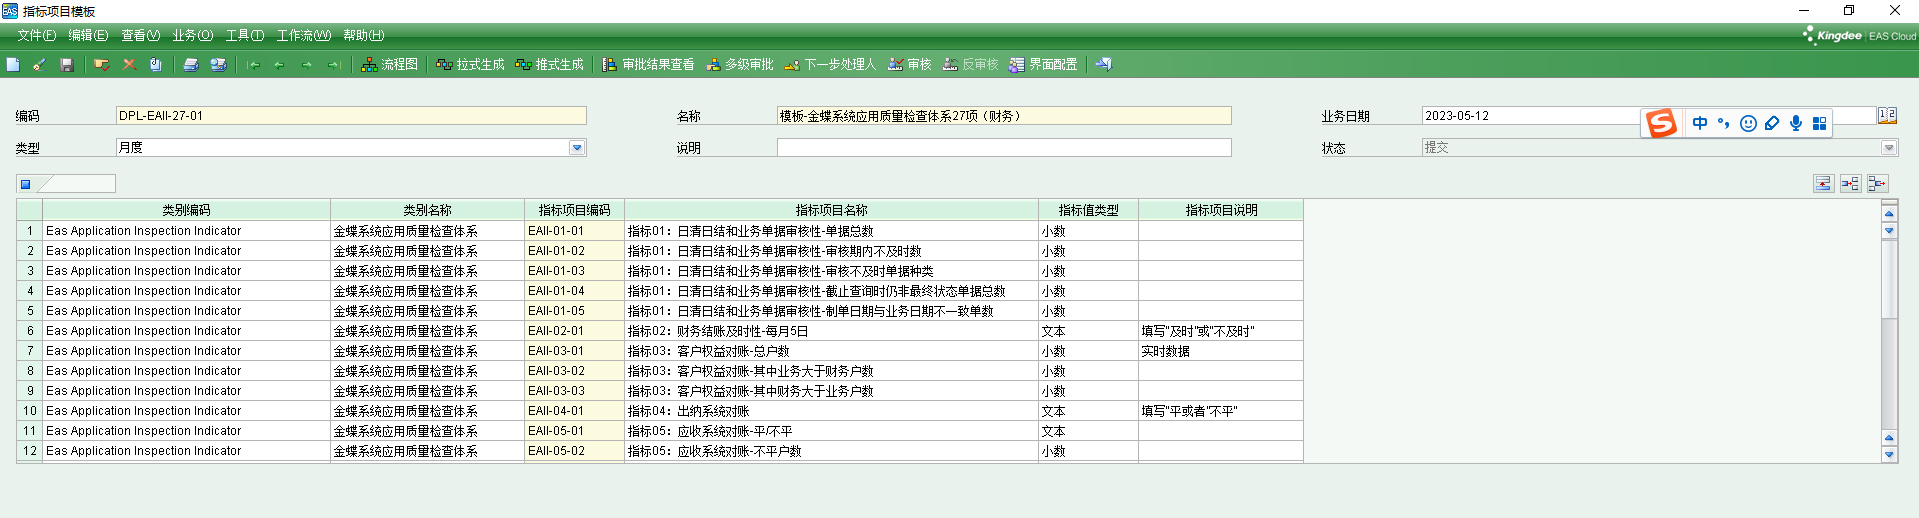 EAS 指标项目模板
文件(F) 编辑(E) 查看(V) 业务(O) 工具(T) 工作流(W) 帮助(H) Kingdee EAS Cloud
流程图 拉式生成 推式生成 审批结果查看 多级审批 下一步处理人 审核 反审核 界面配置
编码 DPL-EAII-27-01 名称 模板-金蝶系统应用质量检查体系27项（财务） 业务日期 2023-05-12 12
S 中
类型 月度 说明 状态 提交
类别编码 类别名称 指标项目编码 指标项目名称 指标值类型 指标项目说明
1 Eas Application Inspection Indicator 金蝶系统应用质量检查体系 EAII-01-01 指标01：日清日结和业务单据审核性-单据总数 小数
2 Eas Application Inspection Indicator 金蝶系统应用质量检查体系 EAII-01-02 指标01：日清日结和业务单据审核性-审核期内不及时数 小数
3 Eas Application Inspection Indicator 金蝶系统应用质量检查体系 EAII-01-03 指标01：日清日结和业务单据审核性-审核不及时单据种类 小数
4 Eas Application Inspection Indicator 金蝶系统应用质量检查体系 EAII-01-04 指标01：日清日结和业务单据审核性-截止查询时仍非最终状态单据总数 小数
5 Eas Application Inspection Indicator 金蝶系统应用质量检查体系 EAII-01-05 指标01：日清日结和业务单据审核性-制单日期与业务日期不一致单数 小数
6 Eas Application Inspection Indicator 金蝶系统应用质量检查体系 EAII-02-01 指标02：财务结账及时性-每月5日 文本 填写"及时"或"不及时"
7 Eas Application Inspection Indicator 金蝶系统应用质量检查体系 EAII-03-01 指标03：客户权益对账-总户数 小数 实时数据
8 Eas Application Inspection Indicator 金蝶系统应用质量检查体系 EAII-03-02 指标03：客户权益对账-其中业务大于财务户数 小数
9 Eas Application Inspection Indicator 金蝶系统应用质量检查体系 EAII-03-03 指标03：客户权益对账-其中财务大于业务户数 小数
10 Eas Application Inspection Indicator 金蝶系统应用质量检查体系 EAII-04-01 指标04：出纳系统对账 文本 填写"平或者"不平"
11 Eas Application Inspection Indicator 金蝶系统应用质量检查体系 EAII-05-01 指标05：应收系统对账-平/不平 文本
12 Eas Application Inspection Indicator 金蝶系统应用质量检查体系 EAII-05-02 指标05：应收系统对账-不平户数 小数